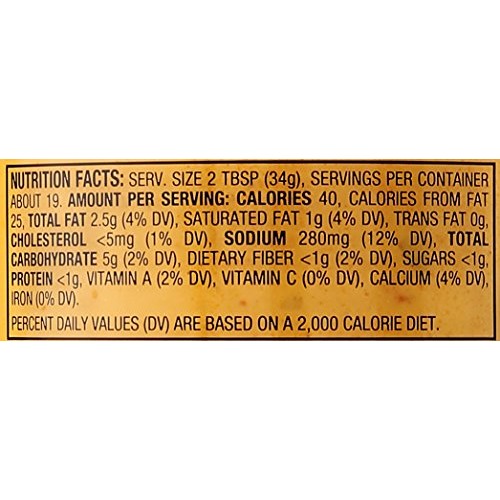 NUTRITION FACTS: SERV. SIZE 2 TBSP (34g), SERVINGS PER CONTAINER
ABOUT 19. AMOUNT PER SERVING: CALORIES 40, CALORIES FROM FAT
25, TOTAL FAT 2.5g (4% DV), SATURATED FAT 1g (4% DV), TRANS FAT 0g,
CHOLESTEROL <5mg (1% DV), SODIUM 280mg (12% DV), TOTAL
CARBOHYDRATE 5g (2% DV), DIETARY FIBER <1g (2% DV), SUGARS <1g,
PROTEIN <1g, VITAMIN A (2% DV), VITAMIN C (0% DV), CALCIUM (4% DV),
IRON (0% DV).
PERCENT DAILY VALUES (DV) ARE BASED ON A 2,000 CALORIE DIET.